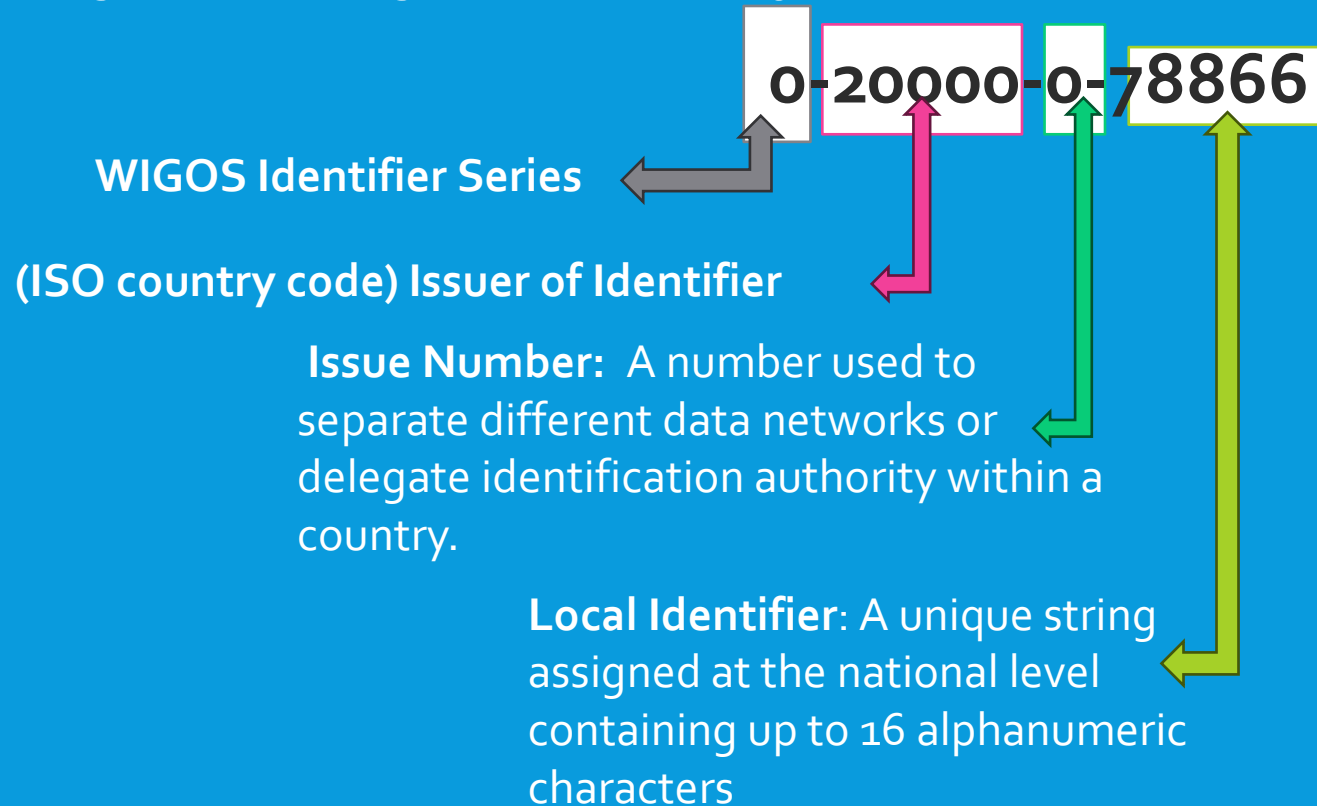 0-20000-0-78866
WIGOS Identifier Series
(ISO country code) Issuer of Identifier
Issue Number: A number used to
separate different data networks or
delegate identification authority within a
country.
Local Identifier: A unique string
assigned at the national level
containing up to 16 alphanumeric
characters